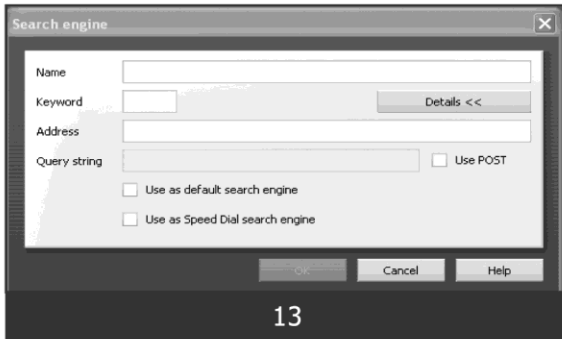 Search engine
Name
Keyword
Details <<
Address
Query string
Use POST
Use as default search engine
Use as Speed Dial search engine
OK Cancel Help
13